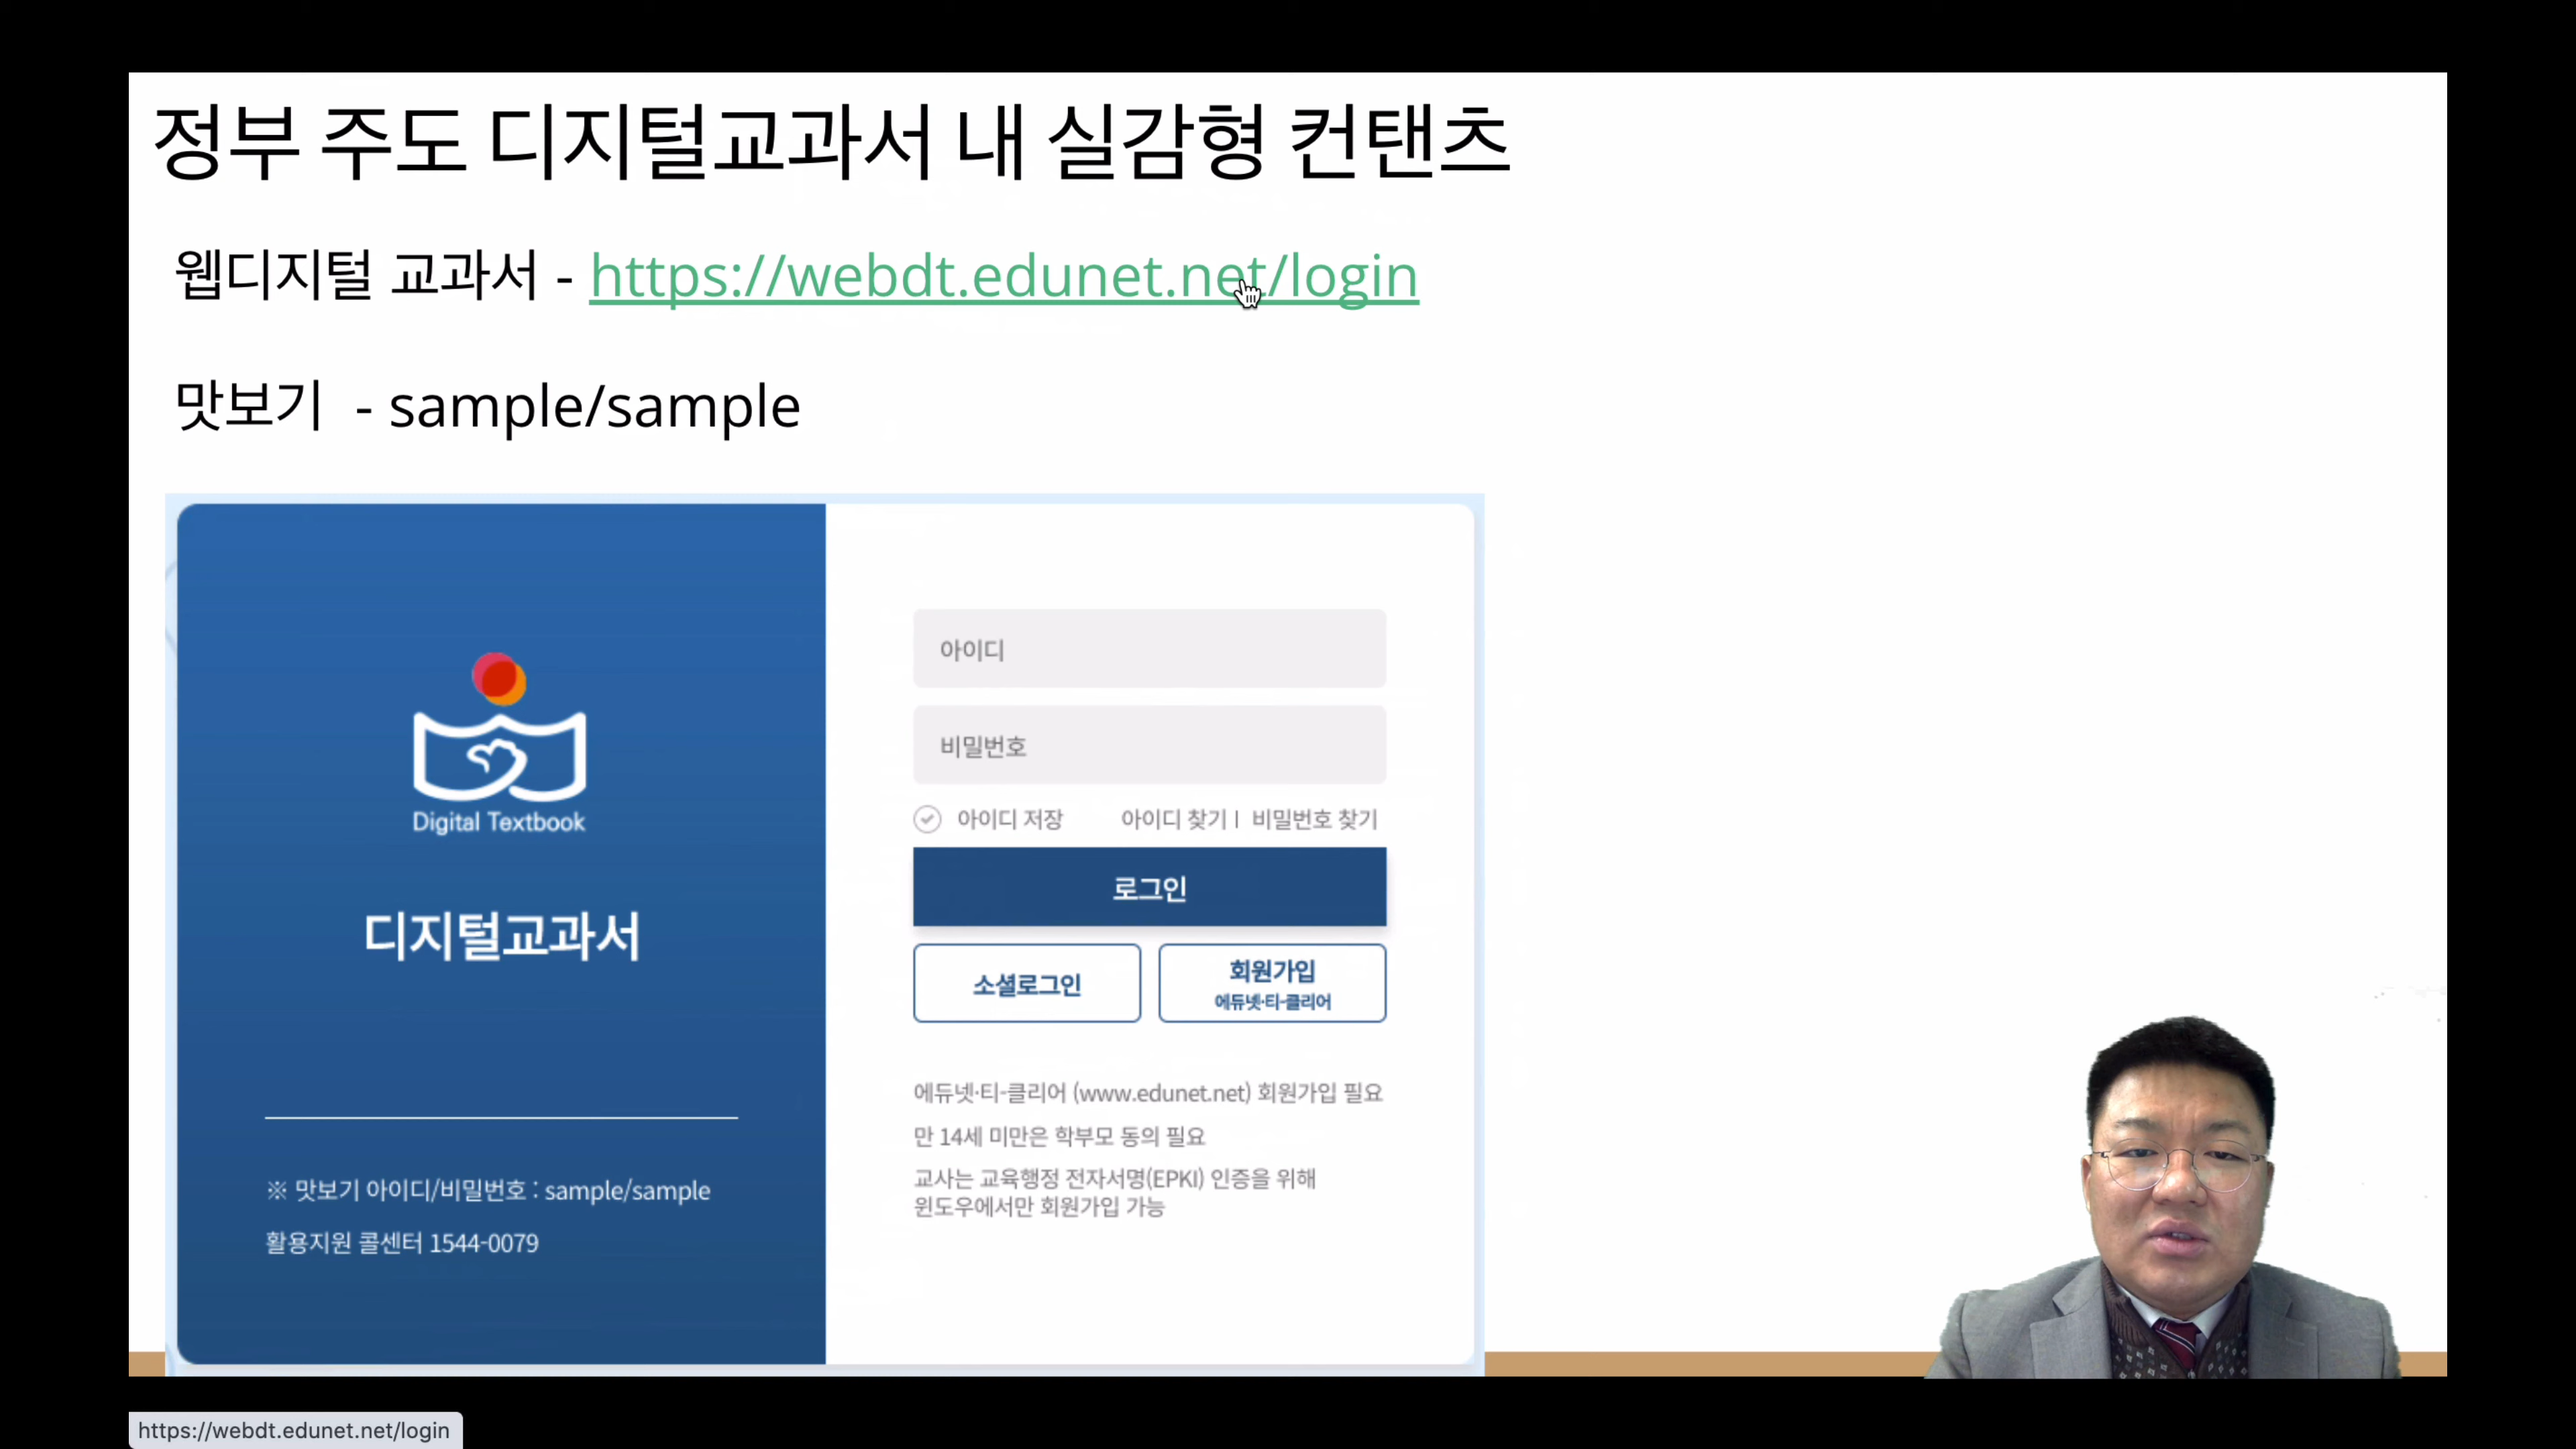 정부 주도 디지털교과서 내 실감형 컨탠츠
웹디지털 교과서 - https://webdt.edunet.net/login
맛보기 - sample/sample
Digital Textbook
디지털교과서
※ 맛보기 아이디/비밀번호 : sample/sample
활용지원 콜센터 1544-0079
아이디
비밀번호
아이디 저장 아이디 찾기 | 비밀번호 찾기
로그인
소셜로그인
회원가입
에듀넷·티-클리어
에듀넷·티-클리어 (www.edunet.net) 회원가입 필요
만 14세 미만은 학부모 동의 필요
교사는 교육행정 전자서명(EPKI) 인증을 위해
윈도우에서만 회원가입 가능
https://webdt.edunet.net/login